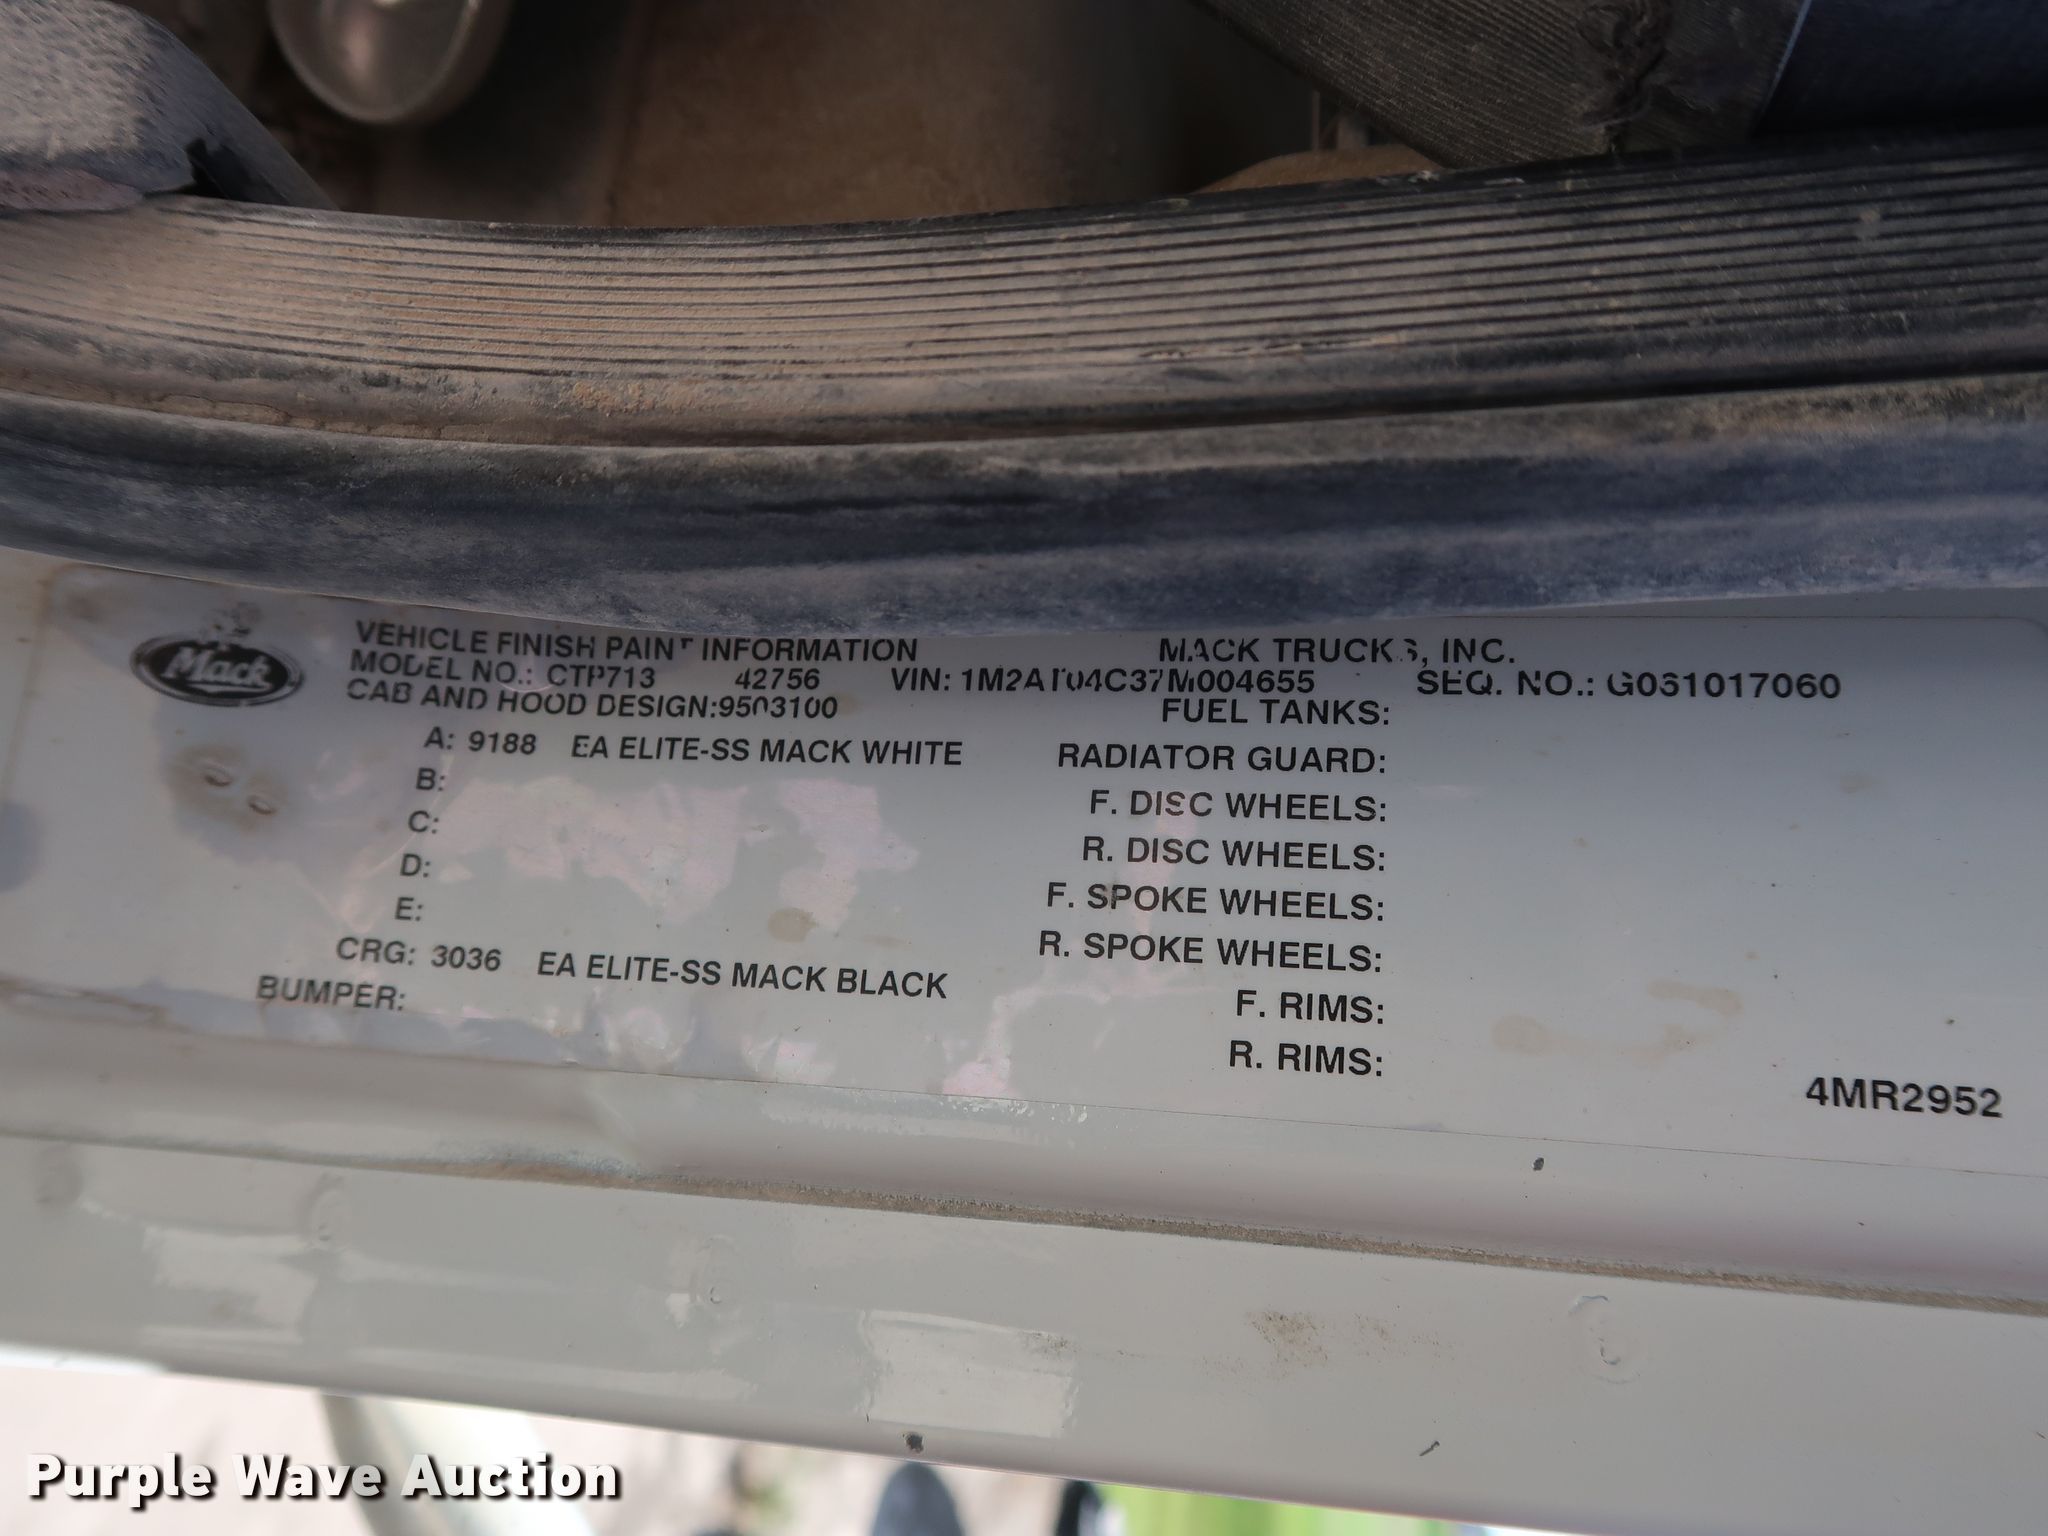 Mack
VEHICLE FINISH PAINT INFORMATION MACK TRUCKS, INC.
MODEL NO.: CTP713 42756 VIN: 1M2AT04C37M004655 SEQ. NO.: G061017060
CAB AND HOOD DESIGN:9503100 FUEL TANKS:
A: 9188 EA ELITE-SS MACK WHITE RADIATOR GUARD:
B: F. DISC WHEELS:
C: R. DISC WHEELS:
D: F. SPOKE WHEELS:
E: R. SPOKE WHEELS:
CRG: 3036 EA ELITE-SS MACK BLACK F. RIMS:
BUMPER: R. RIMS:
4MR2952
Purple Wave Auction